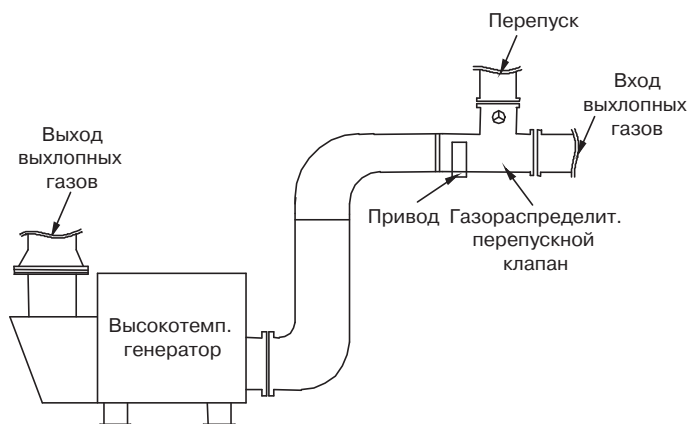 Перепуск
Вход
выхлопных
газов
Выход
выхлопных
газов
Привод
Газораспределит.
перепускной
клапан
Высокотемп.
генератор